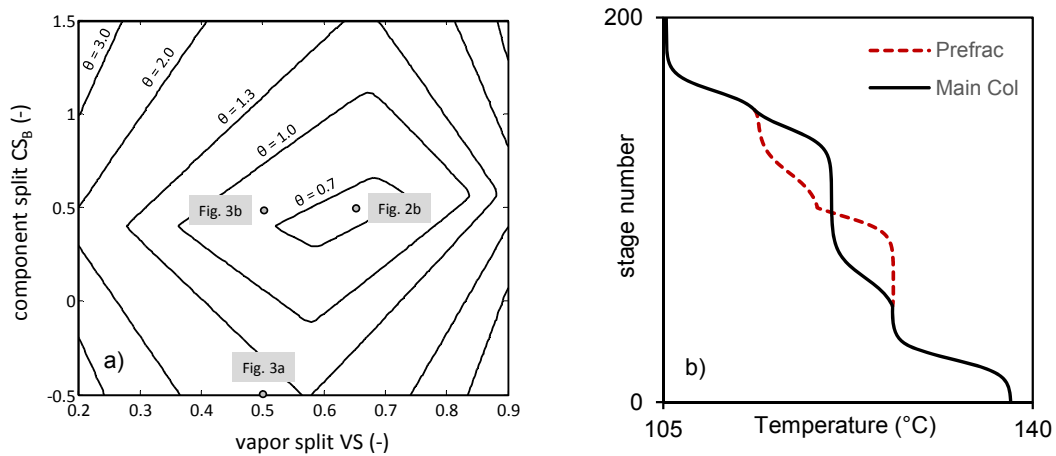 a)
component split CS_B (-)
1.5
1
0.5
0
-0.5
θ = 3.0
θ = 2.0
θ = 1.3
θ = 1.0
θ = 0.7
Fig. 3b
Fig. 2b
Fig. 3a
0.2 0.3 0.4 0.5 0.6 0.7 0.8 0.9
vapor split VS (-)
b)
stage number
200
0
Prefrac
Main Col
105 140
Temperature (°C)